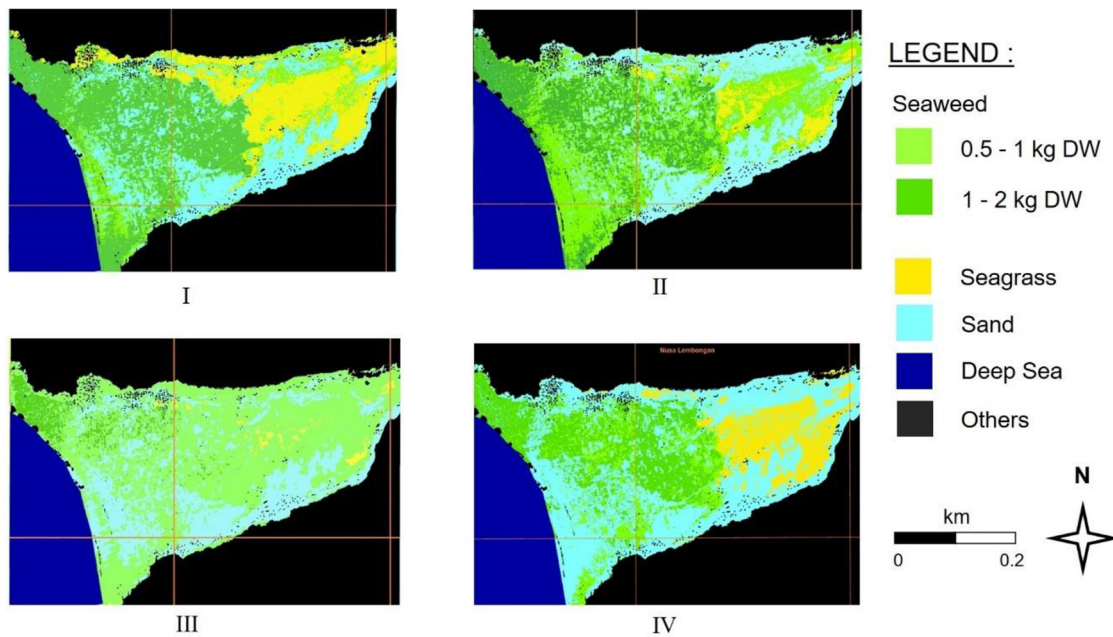 I
II
III
Nusa Lembongan
IV
LEGEND :
Seaweed
0.5 - 1 kg DW
1 - 2 kg DW
Seagrass
Sand
Deep Sea
Others
km
0 0.2
N